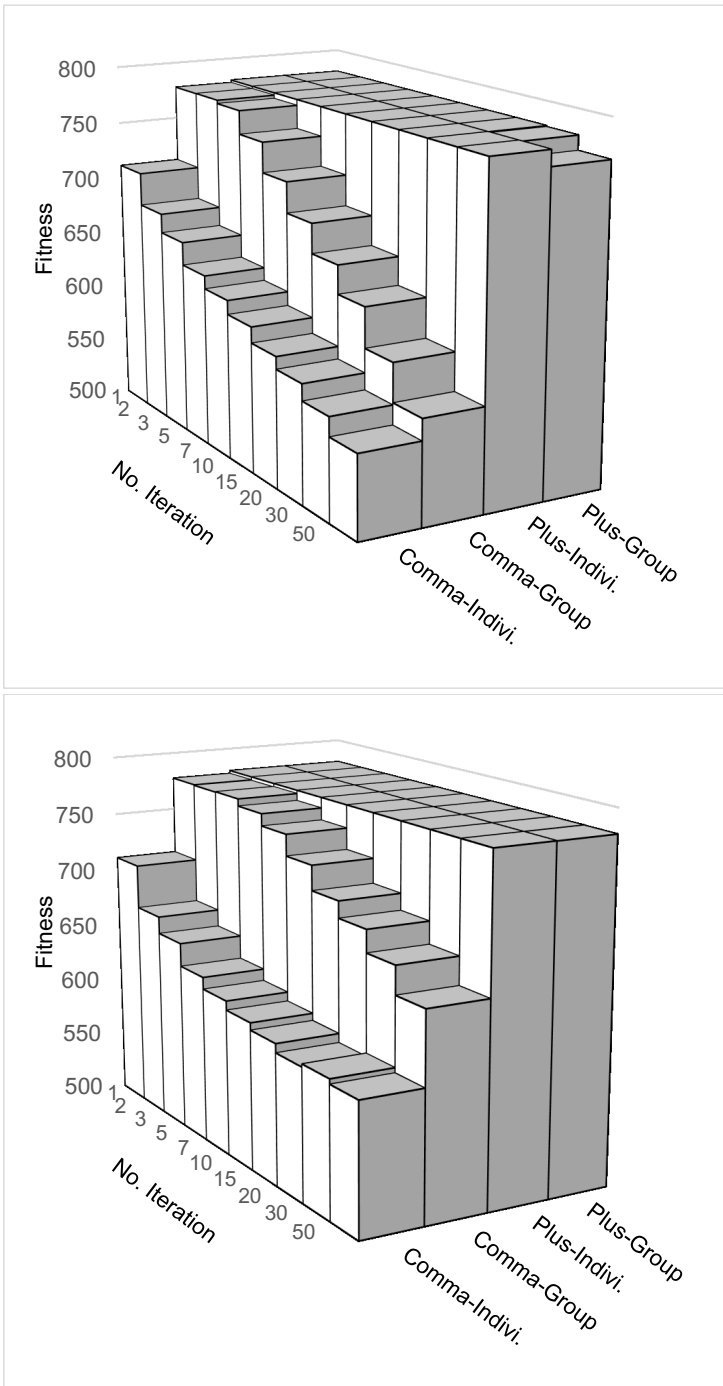 800
750
700
650
600
550
500
Fitness
1
2
3
5
7
10
15
20
30
50
No. Iteration
Comma-Indivi.
Comma-Group
Plus-Indivi.
Plus-Group
800
750
700
650
600
550
500
Fitness
1
2
3
5
7
10
15
20
30
50
No. Iteration
Comma-Indivi.
Comma-Group
Plus-Indivi.
Plus-Group